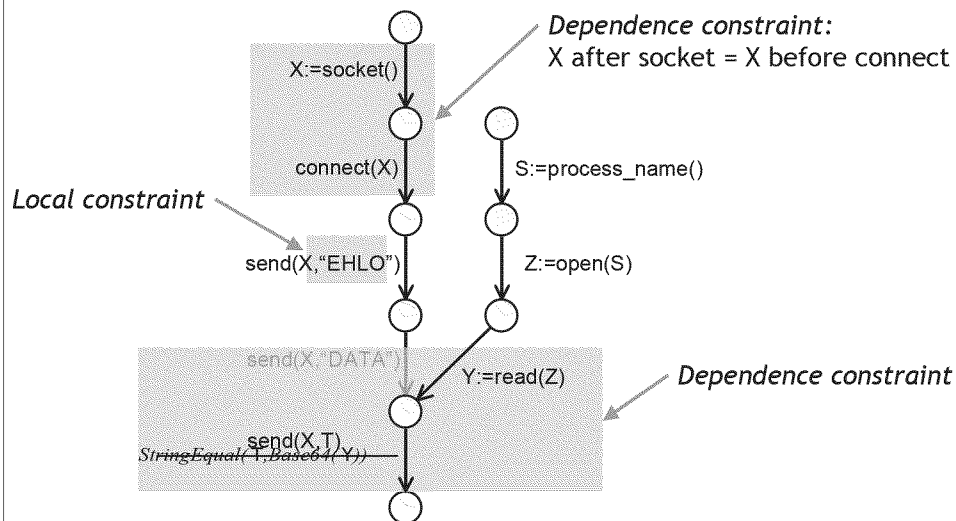 Dependence constraint:
X after socket = X before connect
X:=socket()
connect(X)
S:=process_name()
Local constraint
send(X,“EHLO”)
Z:=open(S)
send(X,“DATA”)
Y:=read(Z)
Dependence constraint
send(X,T)
StringEqual(T,Base64(Y))